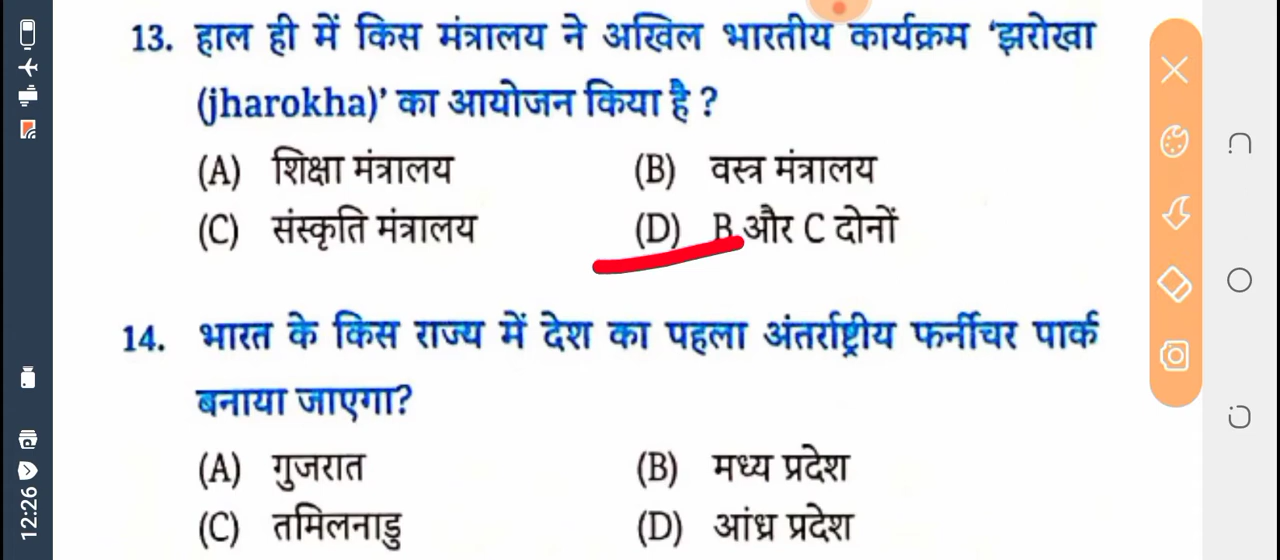 13. हाल ही में किस मंत्रालय ने अखिल भारतीय कार्यक्रम 'झरोखा
(jharokha)' का आयोजन किया है ?
(A) शिक्षा मंत्रालय (B) वस्त्र मंत्रालय
(C) संस्कृति मंत्रालय (D) B और C दोनों
14. भारत के किस राज्य में देश का पहला अंतर्राष्ट्रीय फर्नीचर पार्क
बनाया जाएगा?
(A) गुजरात (B) मध्य प्रदेश
(C) तमिलनाडु (D) आंध्र प्रदेश
12:26